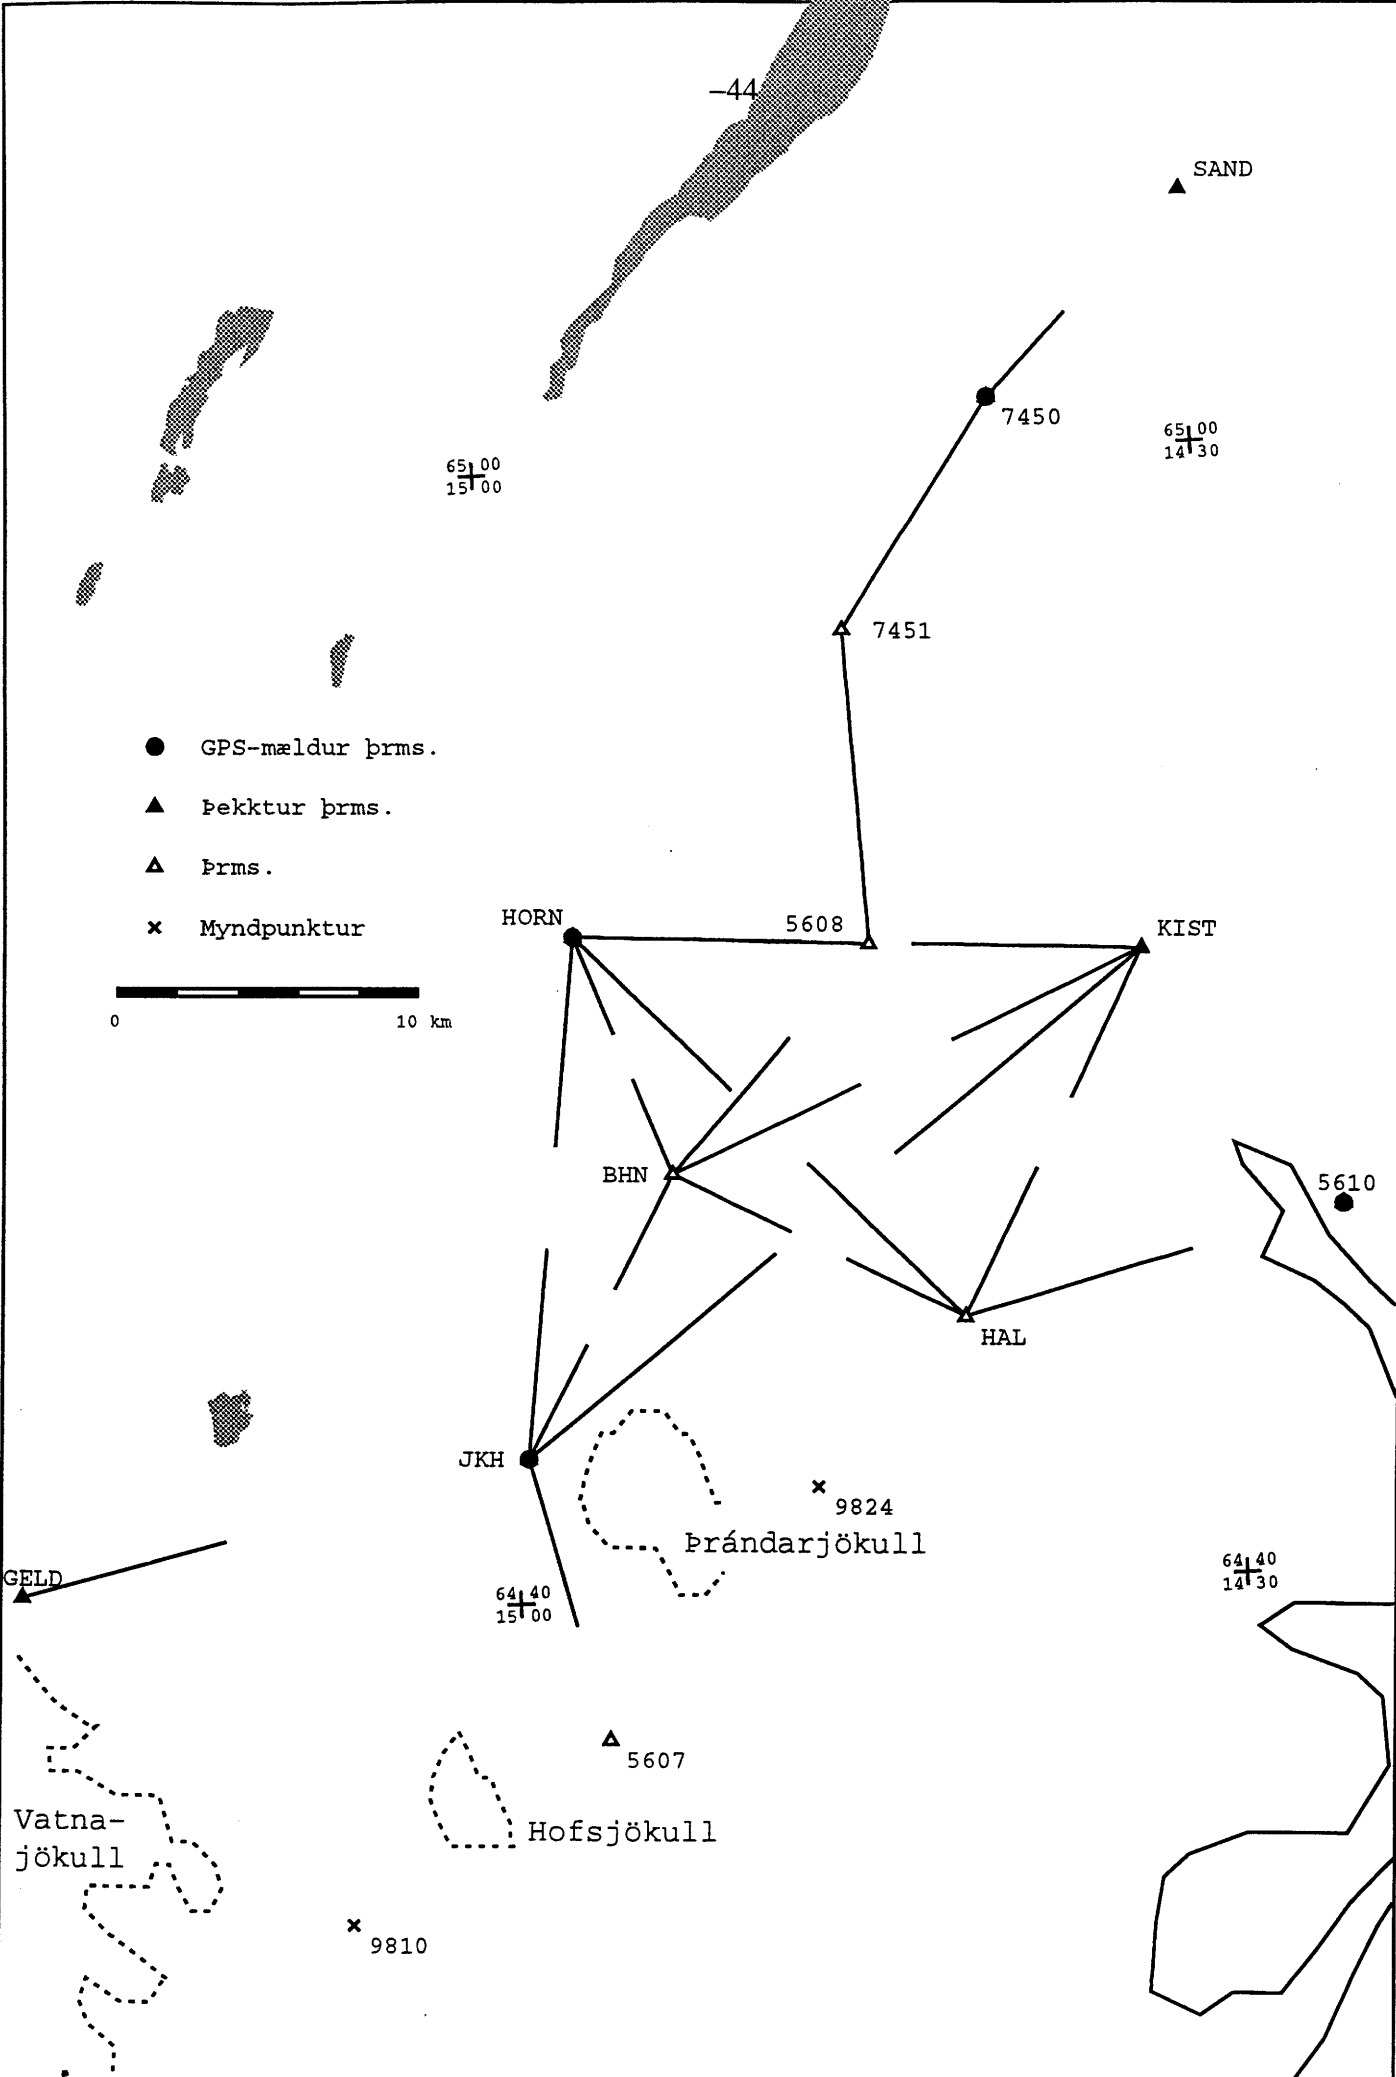 –44
SAND
7450
65 00
14 30
65 00
15 00
7451
GPS-mældur þrms.
Þekktur þrms.
Þrms.
Myndpunktur
0 10 km
HORN
5608
KIST
BHN
5610
HAL
JKH
9824
Þrándarjökull
GELD
64 40
15 00
64 40
14 30
5607
Vatna-
jökull
Hofsjökull
9810